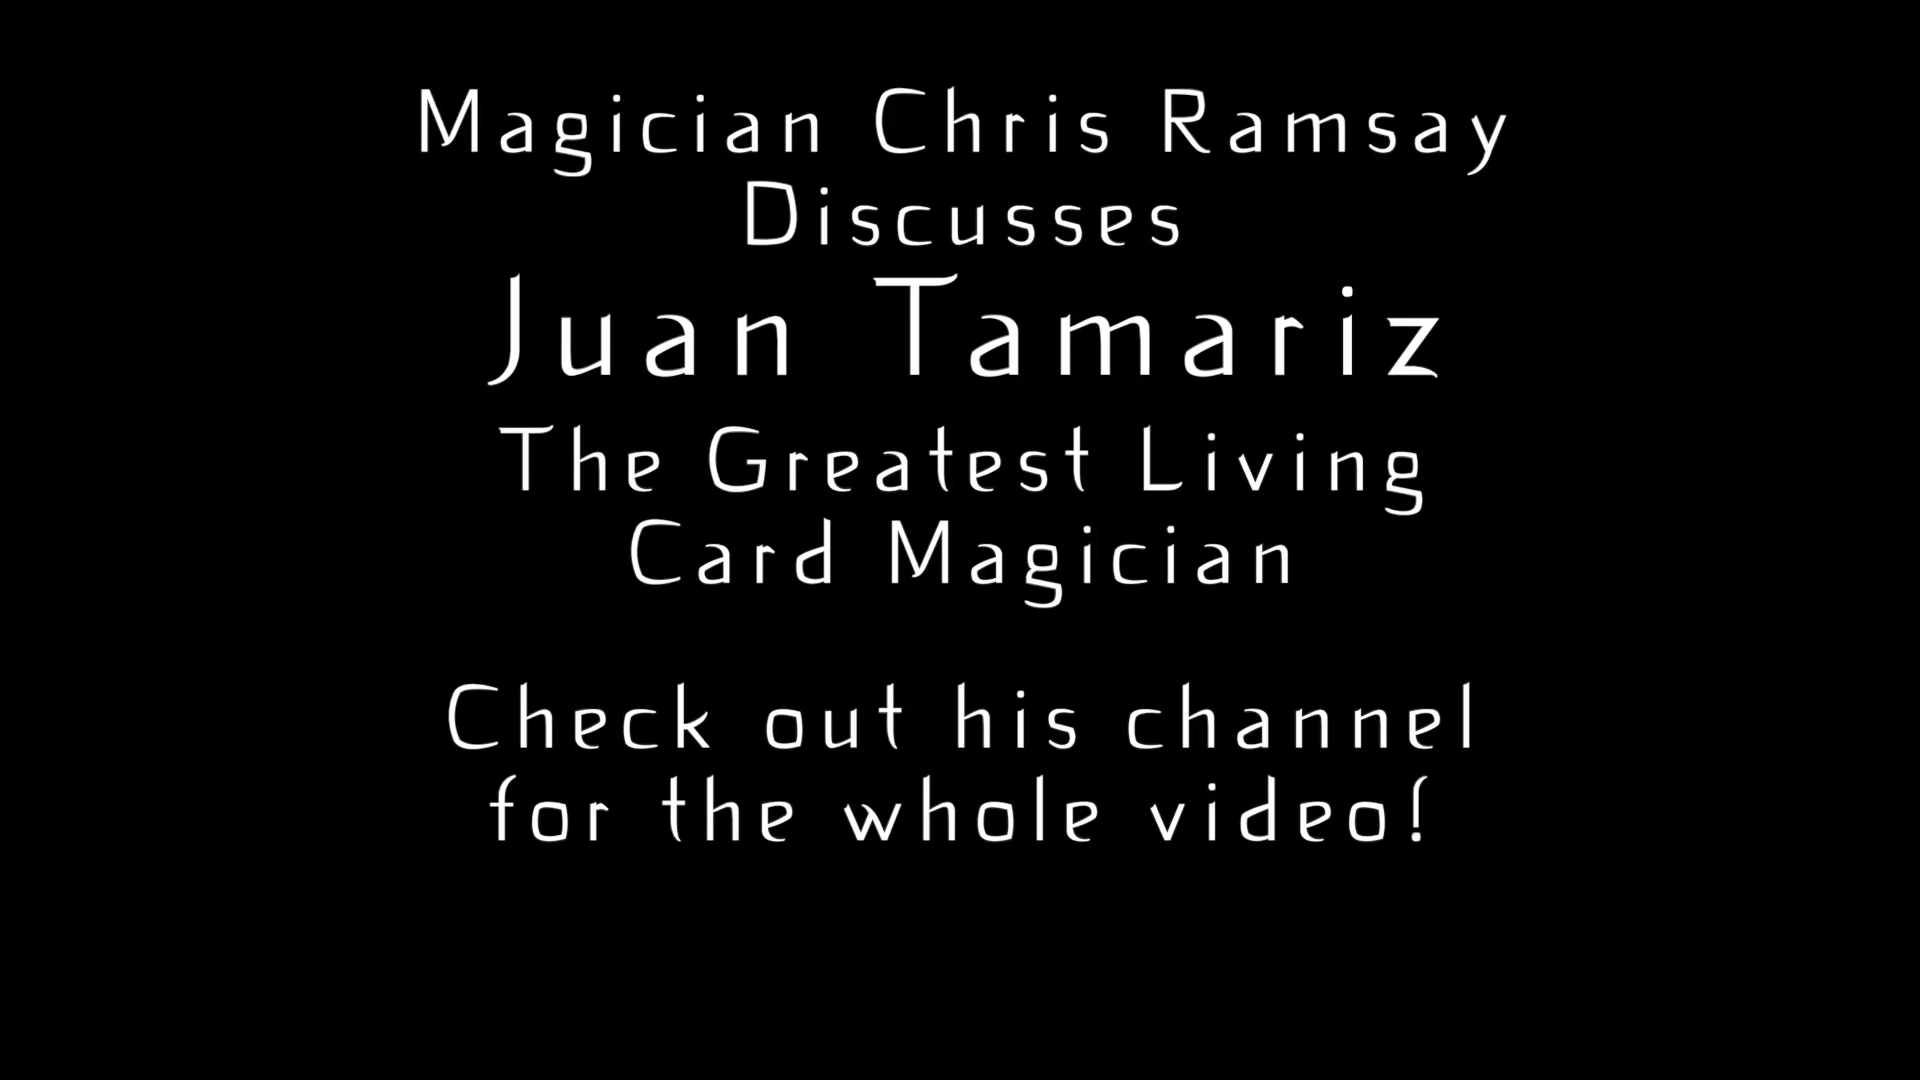 Magician Chris Ramsay
Discusses
Juan Tamariz
The Greatest Living
Card Magician
Check out his channel
for the whole video!